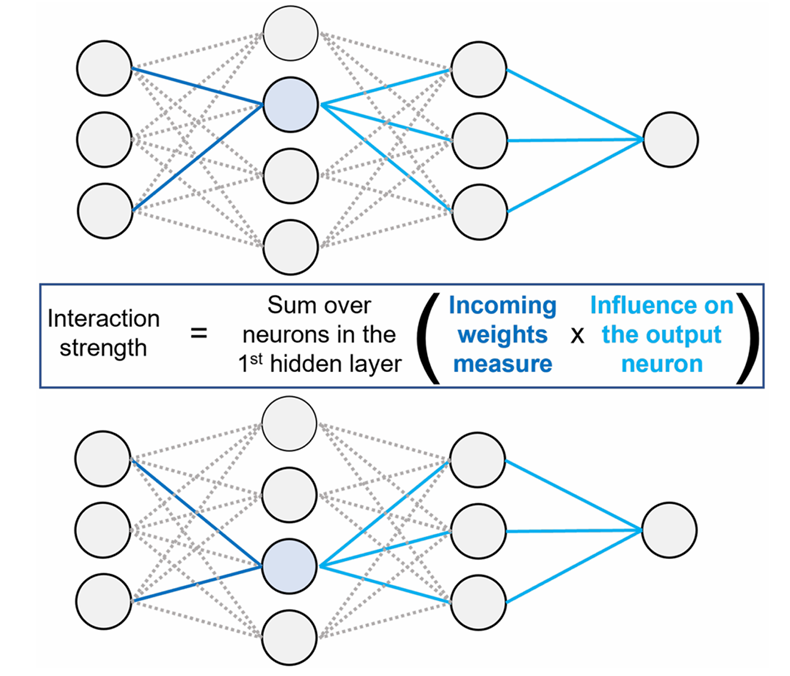 Interaction
strength
=
Sum over
neurons in the
1st hidden layer
(
Incoming
weights
measure
x
Influence on
the output
neuron
)